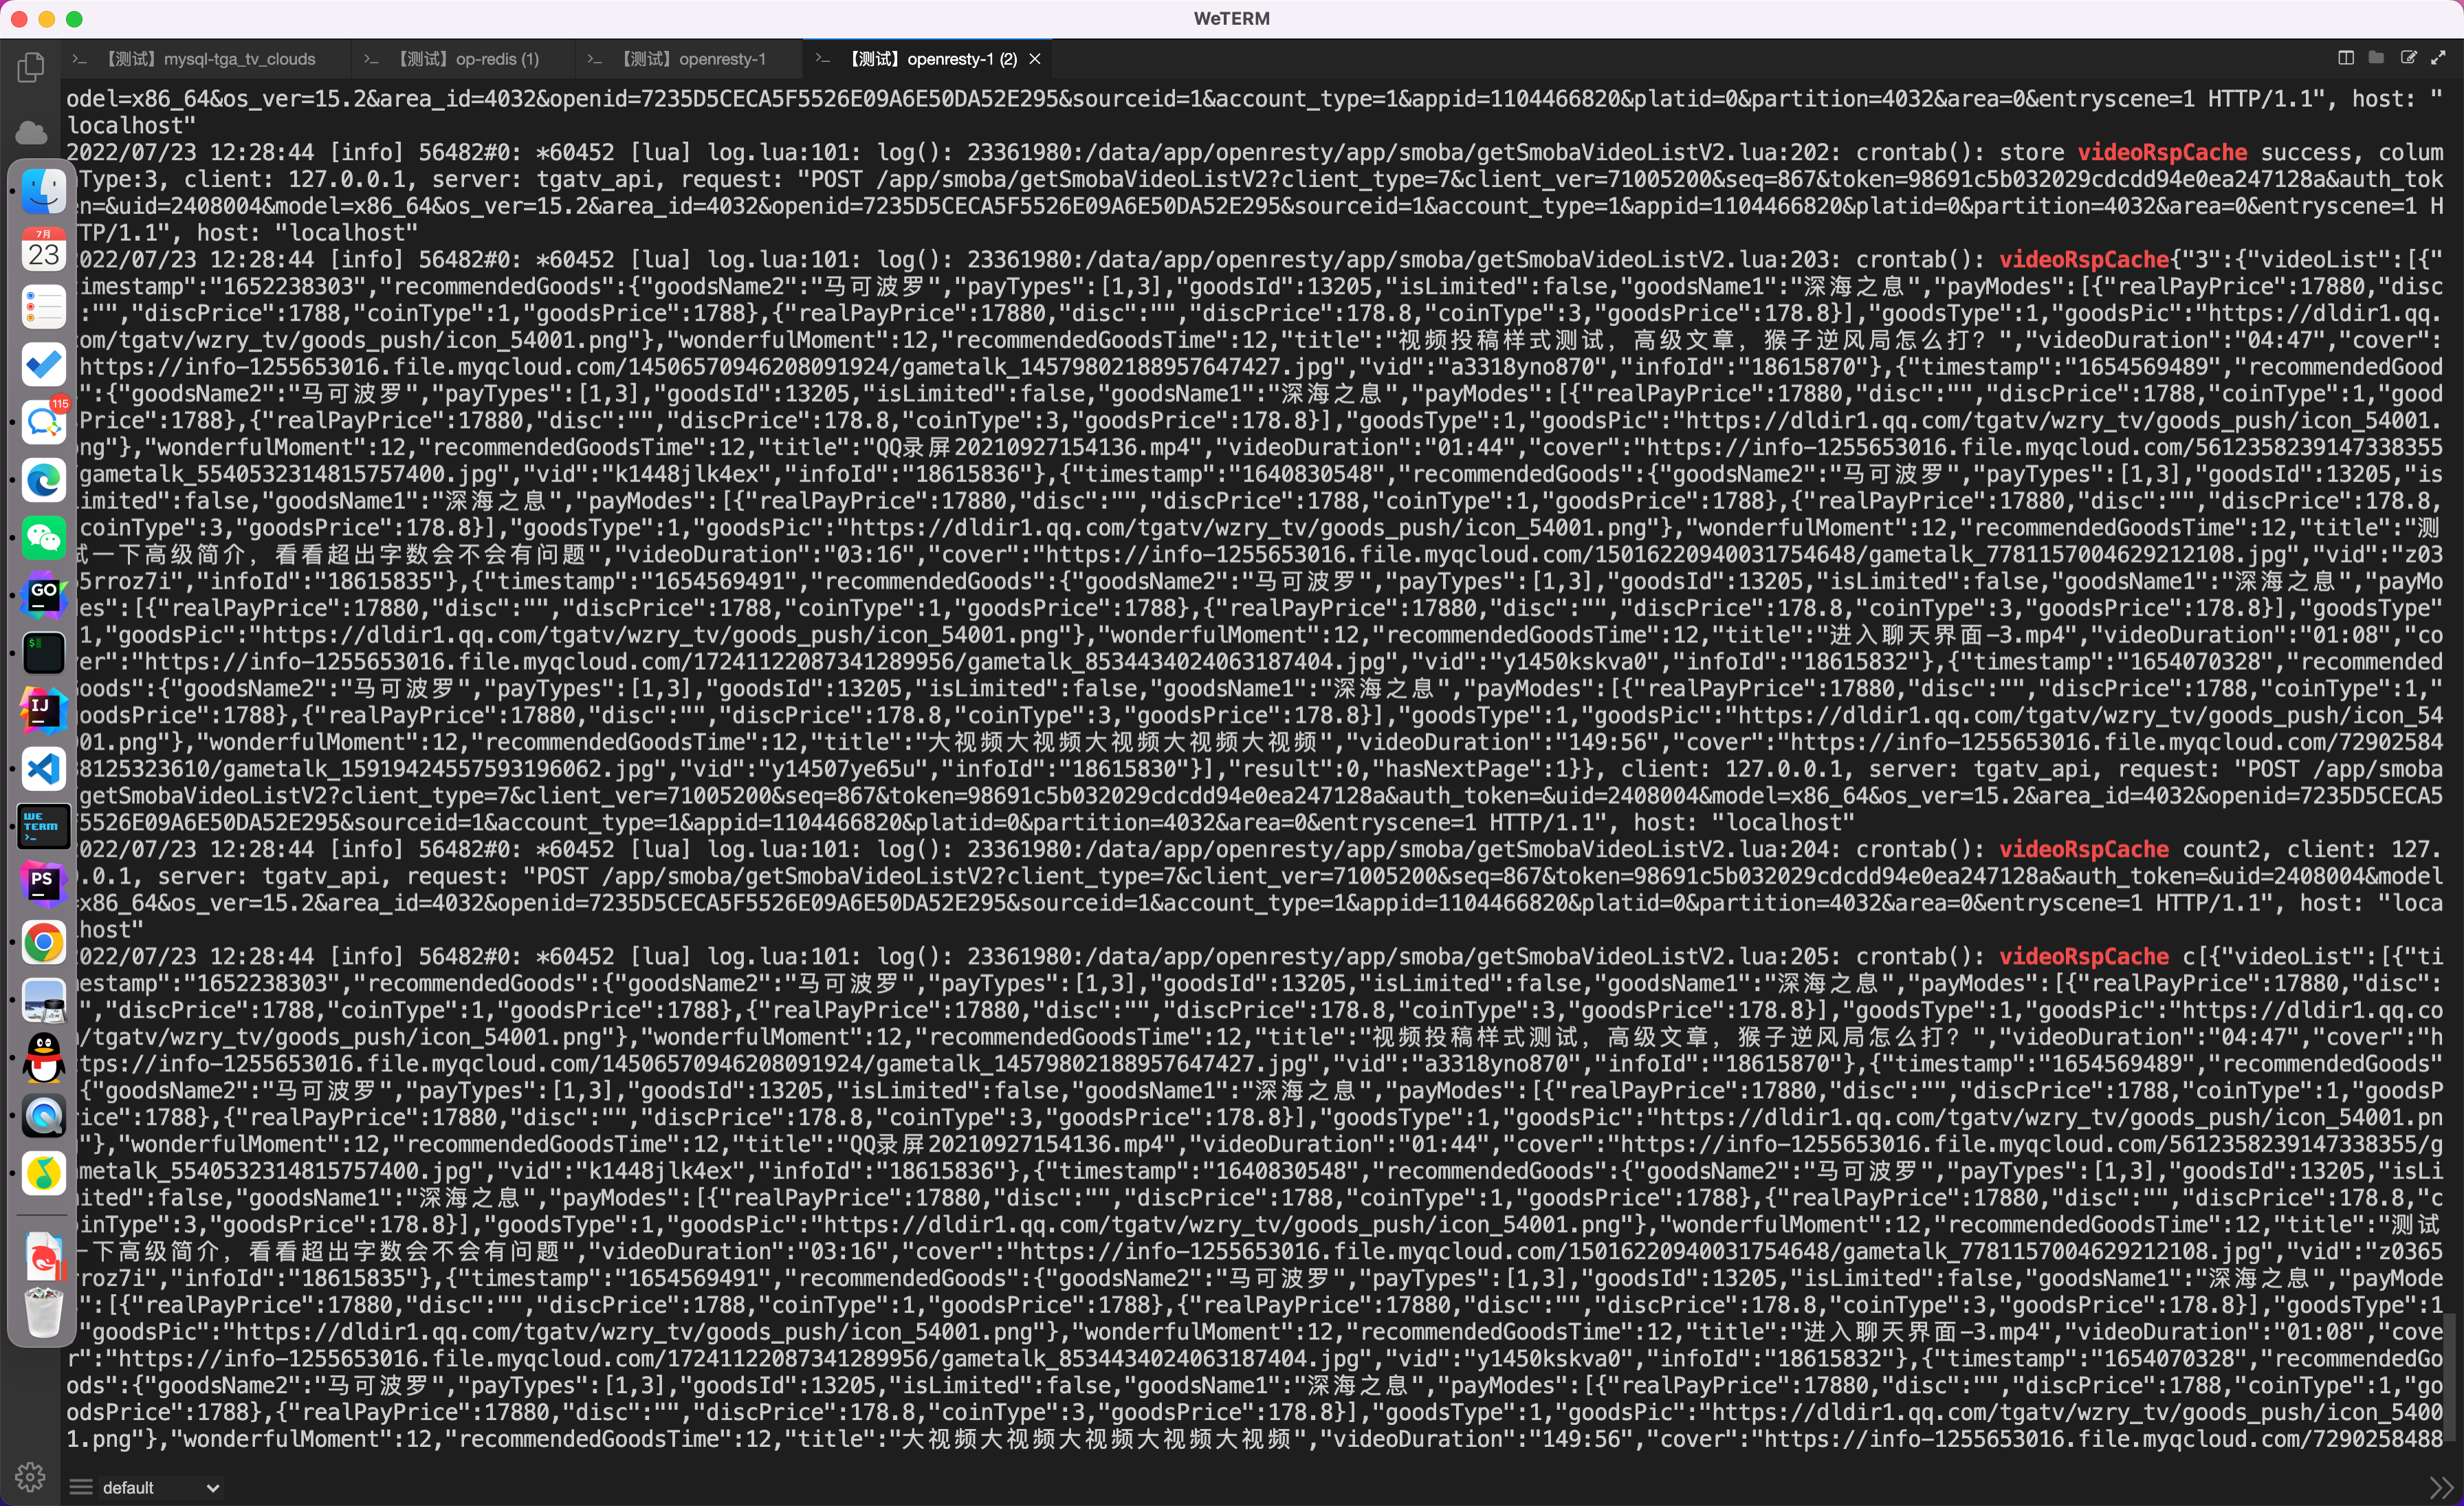 WeTERM
【测试】mysql-tga_tv_clouds
【测试】op-redis (1)
【测试】openresty-1
【测试】openresty-1 (2)
odel=x86_64&os_ver=15.2&area_id=4032&openid=7235D5CECA5F5526E09A6E50DA52E295&sourceid=1&account_type=1&appid=1104466820&platid=0&partition=4032&area=0&entryscene=1 HTTP/1.1", host: "
localhost"
2022/07/23 12:28:44 [info] 56482#0: *60452 [lua] log.lua:101: log(): 23361980:/data/app/openresty/app/smoba/getSmobaVideoListV2.lua:202: crontab(): store videoRspCache success, colum
Type:3, client: 127.0.0.1, server: tgatv_api, request: "POST /app/smoba/getSmobaVideoListV2?client_type=7&client_ver=71005200&seq=867&token=98691c5b032029cdcdd94e0ea247128a&auth_tok
en=&uid=2408004&model=x86_64&os_ver=15.2&area_id=4032&openid=7235D5CECA5F5526E09A6E50DA52E295&sourceid=1&account_type=1&appid=1104466820&platid=0&partition=4032&area=0&entryscene=1 H
TTP/1.1", host: "localhost"
022/07/23 12:28:44 [info] 56482#0: *60452 [lua] log.lua:101: log(): 23361980:/data/app/openresty/app/smoba/getSmobaVideoListV2.lua:203: crontab(): videoRspCache{"3":{"videoList":[{"
imestamp":"1652238303","recommendedGoods":{"goodsName2":"马可波罗","payTypes":[1,3],"goodsId":13205,"isLimited":false,"goodsName1":"深海之息","payModes":[{"realPayPrice":17880,"disc
:"","discPrice":1788,"coinType":1,"goodsPrice":1788},{"realPayPrice":17880,"disc":"","discPrice":178.8,"coinType":3,"goodsPrice":178.8}],"goodsType":1,"goodsPic":"https://dldir1.qq.
om/tgatv/wzry_tv/goods_push/icon_54001.png"},"wonderfulMoment":12,"recommendedGoodsTime":12,"title":"视频投稿样式测试，高级文章，猴子逆风局怎么打？","videoDuration":"04:47","cover":
https://info-1255653016.file.myqcloud.com/14506570946208091924/gametalk_14579802188957647427.jpg","vid":"a3318yno870","infoId":"18615870"},{"timestamp":"1654569489","recommendedGood
":{"goodsName2":"马可波罗","payTypes":[1,3],"goodsId":13205,"isLimited":false,"goodsName1":"深海之息","payModes":[{"realPayPrice":17880,"disc":"","discPrice":1788,"coinType":1,"good
Price":1788},{"realPayPrice":17880,"disc":"","discPrice":178.8,"coinType":3,"goodsPrice":178.8}],"goodsType":1,"goodsPic":"https://dldir1.qq.com/tgatv/wzry_tv/goods_push/icon_54001.
ng"},"wonderfulMoment":12,"recommendedGoodsTime":12,"title":"QQ录屏20210927154136.mp4","videoDuration":"01:44","cover":"https://info-1255653016.file.myqcloud.com/5612358239147338355
gametalk_5540532314815757400.jpg","vid":"k1448jlk4ex","infoId":"18615836"},{"timestamp":"1640830548","recommendedGoods":{"goodsName2":"马可波罗","payTypes":[1,3],"goodsId":13205,"is
imited":false,"goodsName1":"深海之息","payModes":[{"realPayPrice":17880,"disc":"","discPrice":1788,"coinType":1,"goodsPrice":1788},{"realPayPrice":17880,"disc":"","discPrice":178.8,
coinType":3,"goodsPrice":178.8}],"goodsType":1,"goodsPic":"https://dldir1.qq.com/tgatv/wzry_tv/goods_push/icon_54001.png"},"wonderfulMoment":12,"recommendedGoodsTime":12,"title":"测
试一下高级简介，看看超出字数会不会有问题","videoDuration":"03:16","cover":"https://info-1255653016.file.myqcloud.com/15016220940031754648/gametalk_7781157004629212108.jpg","vid":"z03
5rroz7i","infoId":"18615835"},{"timestamp":"1654569491","recommendedGoods":{"goodsName2":"马可波罗","payTypes":[1,3],"goodsId":13205,"isLimited":false,"goodsName1":"深海之息","payMo
es":[{"realPayPrice":17880,"disc":"","discPrice":1788,"coinType":1,"goodsPrice":1788},{"realPayPrice":17880,"disc":"","discPrice":178.8,"coinType":3,"goodsPrice":178.8}],"goodsType"
1,"goodsPic":"https://dldir1.qq.com/tgatv/wzry_tv/goods_push/icon_54001.png"},"wonderfulMoment":12,"recommendedGoodsTime":12,"title":"进入聊天界面-3.mp4","videoDuration":"01:08","co
er":"https://info-1255653016.file.myqcloud.com/17241122087341289956/gametalk_8534434024063187404.jpg","vid":"y1450kskva0","infoId":"18615832"},{"timestamp":"1654070328","recommended
oods":{"goodsName2":"马可波罗","payTypes":[1,3],"goodsId":13205,"isLimited":false,"goodsName1":"深海之息","payModes":[{"realPayPrice":17880,"disc":"","discPrice":1788,"coinType":1,"
oodsPrice":1788},{"realPayPrice":17880,"disc":"","discPrice":178.8,"coinType":3,"goodsPrice":178.8}],"goodsType":1,"goodsPic":"https://dldir1.qq.com/tgatv/wzry_tv/goods_push/icon_54
01.png"},"wonderfulMoment":12,"recommendedGoodsTime":12,"title":"大视频大视频大视频大视频大视频","videoDuration":"149:56","cover":"https://info-1255653016.file.myqcloud.com/72902584
8125323610/gametalk_15919424551593196062.jpg","vid":"y14507ye65u","infoId":"18615830"}],"result":0,"hasNextPage":1}}, client: 127.0.0.1, server: tgatv_api, request: "POST /app/smoba
getSmobaVideoListV2?client_type=7&client_ver=71005200&seq=867&token=98691c5b032029cdcdd94e0ea247128a&auth_token=&uid=2408004&model=x86_64&os_ver=15.2&area_id=4032&openid=7235D5CECA5
5526E09A6E50DA52E295&sourceid=1&account_type=1&appid=1104466820&platid=0&partition=4032&area=0&entryscene=1 HTTP/1.1", host: "localhost"
022/07/23 12:28:44 [info] 56482#0: *60452 [lua] log.lua:101: log(): 23361980:/data/app/openresty/app/smoba/getSmobaVideoListV2.lua:204: crontab(): videoRspCache count2, client: 127.
.0.1, server: tgatv_api, request: "POST /app/smoba/getSmobaVideoListV2?client_type=7&client_ver=71005200&seq=867&token=98691c5b032029cdcdd94e0ea247128a&auth_token=&uid=2408004&model
x86_64&os_ver=15.2&area_id=4032&openid=7235D5CECA5F5526E09A6E50DA52E295&sourceid=1&account_type=1&appid=1104466820&platid=0&partition=4032&area=0&entryscene=1 HTTP/1.1", host: "loca
host"
022/07/23 12:28:44 [info] 56482#0: *60452 [lua] log.lua:101: log(): 23361980:/data/app/openresty/app/smoba/getSmobaVideoListV2.lua:205: crontab(): videoRspCache c[{"videoList":[{"ti
estamp":"1652238303","recommendedGoods":{"goodsName2":"马可波罗","payTypes":[1,3],"goodsId":13205,"isLimited":false,"goodsName1":"深海之息","payModes":[{"realPayPrice":17880,"disc":
","discPrice":1788,"coinType":1,"goodsPrice":1788},{"realPayPrice":17880,"disc":"","discPrice":178.8,"coinType":3,"goodsPrice":178.8}],"goodsType":1,"goodsPic":"https://dldir1.qq.co
/tgatv/wzry_tv/goods_push/icon_54001.png"},"wonderfulMoment":12,"recommendedGoodsTime":12,"title":"视频投稿样式测试，高级文章，猴子逆风局怎么打？","videoDuration":"04:47","cover":"h
tps://info-1255653016.file.myqcloud.com/14506570946208091924/gametalk_14579802188957647427.jpg","vid":"a3318yno870","infoId":"18615870"},{"timestamp":"1654569489","recommendedGoods"
{"goodsName2":"马可波罗","payTypes":[1,3],"goodsId":13205,"isLimited":false,"goodsName1":"深海之息","payModes":[{"realPayPrice":17880,"disc":"","discPrice":1788,"coinType":1,"goodsP
ice":1788},{"realPayPrice":17880,"disc":"","discPrice":178.8,"coinType":3,"goodsPrice":178.8}],"goodsType":1,"goodsPic":"https://dldir1.qq.com/tgatv/wzry_tv/goods_push/icon_54001.pn
"},"wonderfulMoment":12,"recommendedGoodsTime":12,"title":"QQ录屏20210927154136.mp4","videoDuration":"01:44","cover":"https://info-1255653016.file.myqcloud.com/5612358239147338355/g
metalk_5540532314815757400.jpg","vid":"k1448jlk4ex","infoId":"18615836"},{"timestamp":"1640830548","recommendedGoods":{"goodsName2":"马可波罗","payTypes":[1,3],"goodsId":13205,"isLi
ited":false,"goodsName1":"深海之息","payModes":[{"realPayPrice":17880,"disc":"","discPrice":1788,"coinType":1,"goodsPrice":1788},{"realPayPrice":17880,"disc":"","discPrice":178.8,"c
inType":3,"goodsPrice":178.8}],"goodsType":1,"goodsPic":"https://dldir1.qq.com/tgatv/wzry_tv/goods_push/icon_54001.png"},"wonderfulMoment":12,"recommendedGoodsTime":12,"title":"测试
一下高级简介，看看超出字数会不会有问题","videoDuration":"03:16","cover":"https://info-1255653016.file.myqcloud.com/15016220940031754648/gametalk_7781157004629212108.jpg","vid":"z0365
roz7i","infoId":"18615835"},{"timestamp":"1654569491","recommendedGoods":{"goodsName2":"马可波罗","payTypes":[1,3],"goodsId":13205,"isLimited":false,"goodsName1":"深海之息","payMode
":[{"realPayPrice":17880,"disc":"","discPrice":1788,"coinType":1,"goodsPrice":1788},{"realPayPrice":17880,"disc":"","discPrice":178.8,"coinType":3,"goodsPrice":178.8}],"goodsType":1
"goodsPic":"https://dldir1.qq.com/tgatv/wzry_tv/goods_push/icon_54001.png"},"wonderfulMoment":12,"recommendedGoodsTime":12,"title":"进入聊天界面-3.mp4","videoDuration":"01:08","cove
r":"https://info-1255653016.file.myqcloud.com/17241122087341289956/gametalk_8534434024063187404.jpg","vid":"y1450kskva0","infoId":"18615832"},{"timestamp":"1654070328","recommendedGo
ods":{"goodsName2":"马可波罗","payTypes":[1,3],"goodsId":13205,"isLimited":false,"goodsName1":"深海之息","payModes":[{"realPayPrice":17880,"disc":"","discPrice":1788,"coinType":1,"go
odsPrice":1788},{"realPayPrice":17880,"disc":"","discPrice":178.8,"coinType":3,"goodsPrice":178.8}],"goodsType":1,"goodsPic":"https://dldir1.qq.com/tgatv/wzry_tv/goods_push/icon_5400
1.png"},"wonderfulMoment":12,"recommendedGoodsTime":12,"title":"大视频大视频大视频大视频大视频","videoDuration":"149:56","cover":"https://info-1255653016.file.myqcloud.com/7290258488
7月
23
115
GO
$
IJ
WE
TERM
PS
default